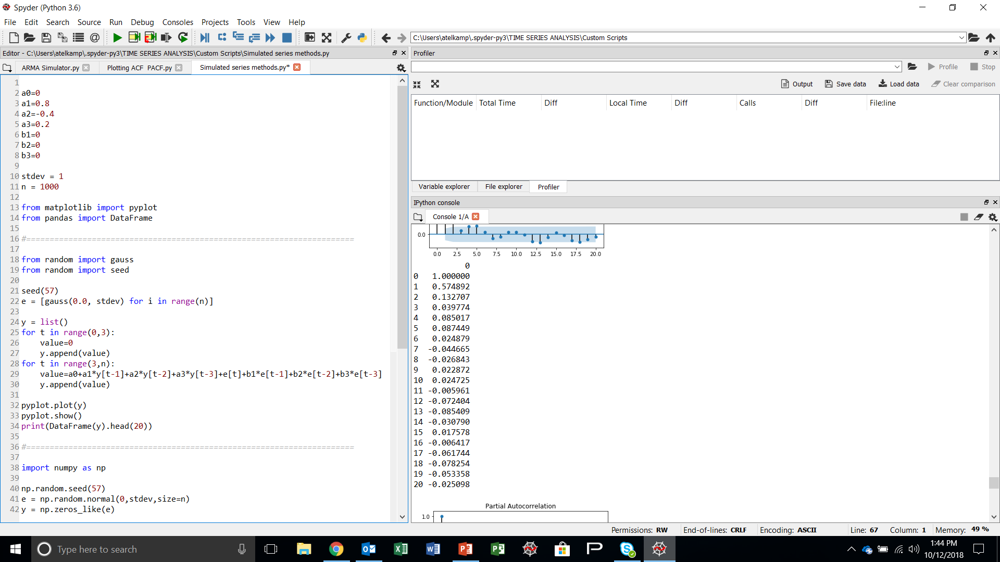 Spyder (Python 3.6)
File Edit Search Source Run Debug Consoles Projects Tools View Help
C:\Users\atelkamp\.spyder-py3\TIME SERIES ANALYSIS\Custom Scripts
Editor - C:\Users\atelkamp\.spyder-py3\TIME SERIES ANALYSIS\Custom Scripts\Simulated series methods.py
ARMA Simulator.py Plotting ACF PACF.py Simulated series methods.py*
1
2 a0=0
3 a1=0.8
4 a2=-0.4
5 a3=0.2
6 b1=0
7 b2=0
8 b3=0
9
10 stdev = 1
11 n = 1000
12
13 from matplotlib import pyplot
14 from pandas import DataFrame
15
16 #======================================================================
17
18 from random import gauss
19 from random import seed
20
21 seed(57)
22 e = [gauss(0.0, stdev) for i in range(n)]
23
24 y = list()
25 for t in range(0,3):
26     value=0
27     y.append(value)
28 for t in range(3,n):
29     value=a0+a1*y[t-1]+a2*y[t-2]+a3*y[t-3]+e[t]+b1*e[t-1]+b2*e[t-2]+b3*e[t-3]
30     y.append(value)
31
32 pyplot.plot(y)
33 pyplot.show()
34 print(DataFrame(y).head(20))
35
36 #======================================================================
37
38 import numpy as np
39
40 np.random.seed(57)
41 e = np.random.normal(0,stdev,size=n)
42 y = np.zeros_like(e)
Profiler
Profile Stop
Output Save data Load data Clear comparison
Function/Module Total Time Diff Local Time Diff Calls Diff File:line
Variable explorer File explorer Profiler
IPython console
Console 1/A
0.0
0.0 2.5 5.0 7.5 10.0 12.5 15.0 17.5 20.0
0
0 1.000000
1 0.574892
2 0.132707
3 0.039774
4 0.085017
5 0.087449
6 0.024879
7 -0.044665
8 -0.026843
9 0.022872
10 0.024725
11 -0.005961
12 -0.072404
13 -0.085409
14 -0.030790
15 0.017578
16 -0.006417
17 -0.061744
18 -0.078254
19 -0.053358
20 -0.025098
Partial Autocorrelation
1.0
Permissions: RW End-of-lines: CRLF Encoding: ASCII Line: 67 Column: 1 Memory: 49 %
Type here to search
1:44 PM
10/12/2018